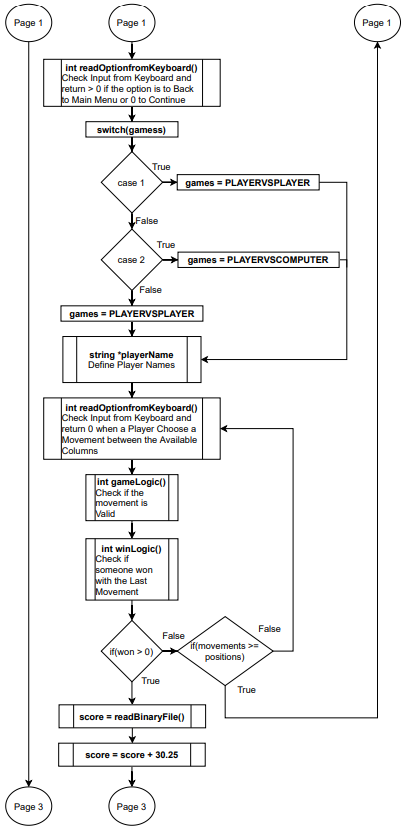 Page 1
Page 1
Page 1
int readOptionfromKeyboard()
Check Input from Keyboard and
return > 0 if the option is to Back
to Main Menu or 0 to Continue
switch(gamess)
True
case 1
games = PLAYERVSPLAYER
False
True
case 2
games = PLAYERVSCOMPUTER
False
games = PLAYERVSPLAYER
string *playerName
Define Player Names
int readOptionfromKeyboard()
Check Input from Keyboard and
return 0 when a Player Choose a
Movement between the Available
Columns
int gameLogic()
Check if the
movement is
Valid
int winLogic()
Check if
someone won
with the Last
Movement
False
False
if(won > 0)
if(movements >=
positions)
True
True
score = readBinaryFile()
score = score + 30.25
Page 3
Page 3